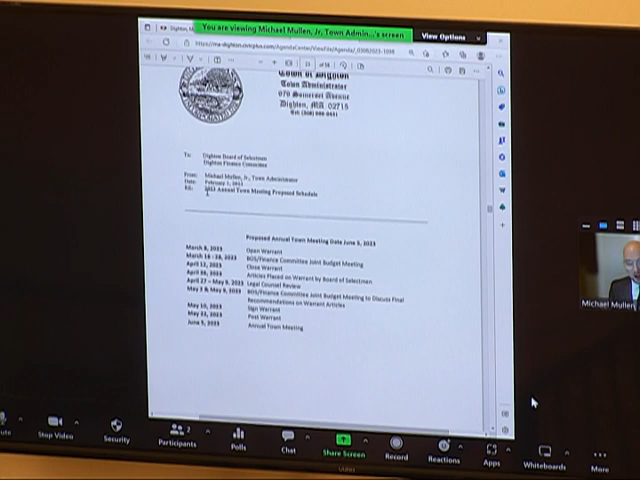 You are viewing Michael Mullen, Jr, Town Admin...'s screen
View Options
Town of Dighton
Town Administrator
979 Somerset Avenue
Dighton, MA 02715
To: Dighton Board of Selectmen
Dighton Finance Committee
From: Michael Mullen, Jr., Town Administrator
Date: February 1, 2023
Re: 2023 Annual Town Meeting Proposed Schedule
Proposed Annual Town Meeting Date June 5, 2023
March 8, 2023 Open Warrant
March 16 - 28, 2023 BOS/Finance Committee Joint Budget Meeting
April 12, 2023 Close Warrant
April 26, 2023 Articles Placed on Warrant by Board of Selectmen
April 27 - May 9, 2023 Legal Counsel Review
May 2 & May 9, 2023 BOS/Finance Committee Joint Budget Meeting to Discuss Final
Recommendations on Warrant Articles
May 10, 2023 Sign Warrant
May 22, 2023 Post Warrant
June 5, 2023 Annual Town Meeting
Michael Mullen
Stop Video
Security
Participants
2
Polls
Chat
Share Screen
Record
Reactions
Apps
Whiteboards
More